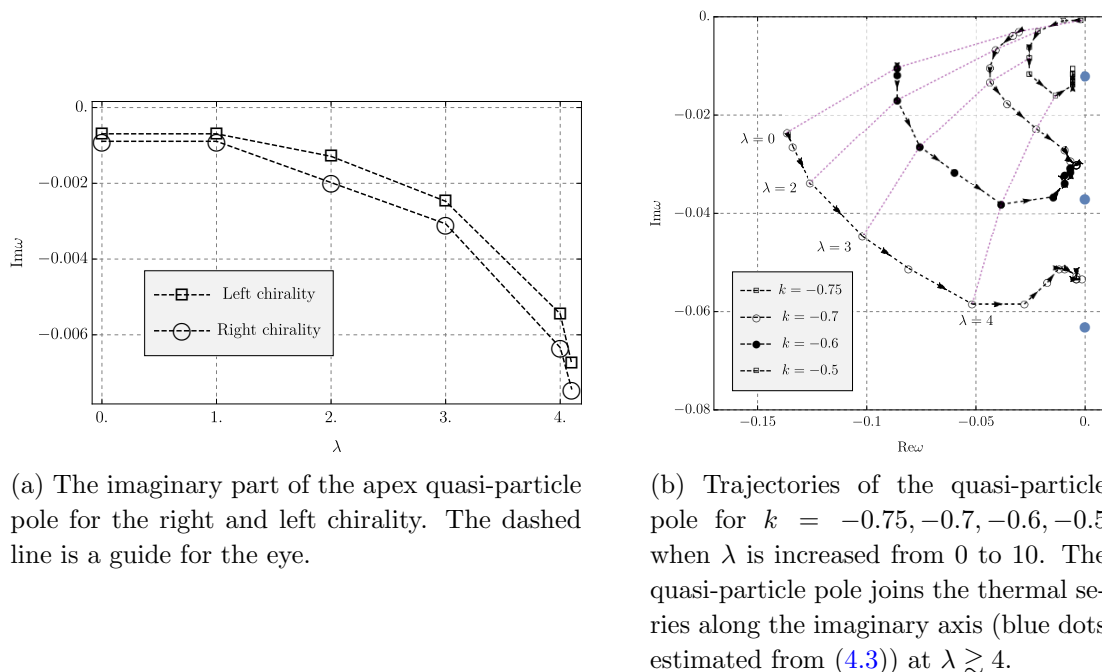 0.
−0.002
−0.004
−0.006
Imω
Left chirality
Right chirality
0.
1.
2.
3.
4.
λ
0.
−0.02
−0.04
−0.06
−0.08
Imω
λ = 0
λ = 2
λ = 3
λ = 4
k = −0.75
k = −0.7
k = −0.6
k = −0.5
−0.15
−0.1
−0.05
0.
Reω
(a) The imaginary part of the apex quasi-particle
pole for the right and left chirality. The dashed
line is a guide for the eye.
(b) Trajectories of the quasi-particle
pole for k = −0.75, −0.7, −0.6, −0.5
when λ is increased from 0 to 10. The
quasi-particle pole joins the thermal se-
ries along the imaginary axis (blue dots
estimated from (4.3)) at λ ≳ 4.